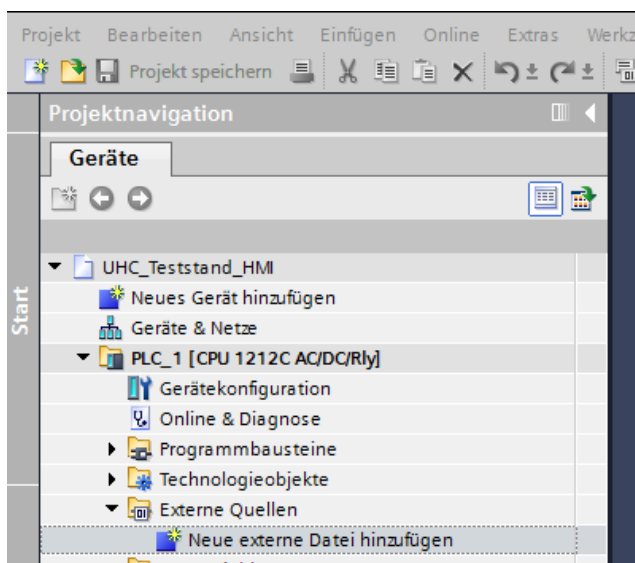 Projekt Bearbeiten Ansicht Einfügen Online Extras
Projekt speichern
Projektnavigation
Geräte
UHC_Teststand_HMI
Neues Gerät hinzufügen
Geräte & Netze
PLC_1 [CPU 1212C AC/DC/Rly]
Gerätekonfiguration
Online & Diagnose
Programmbausteine
Technologieobjekte
Externe Quellen
Neue externe Datei hinzufügen
Start